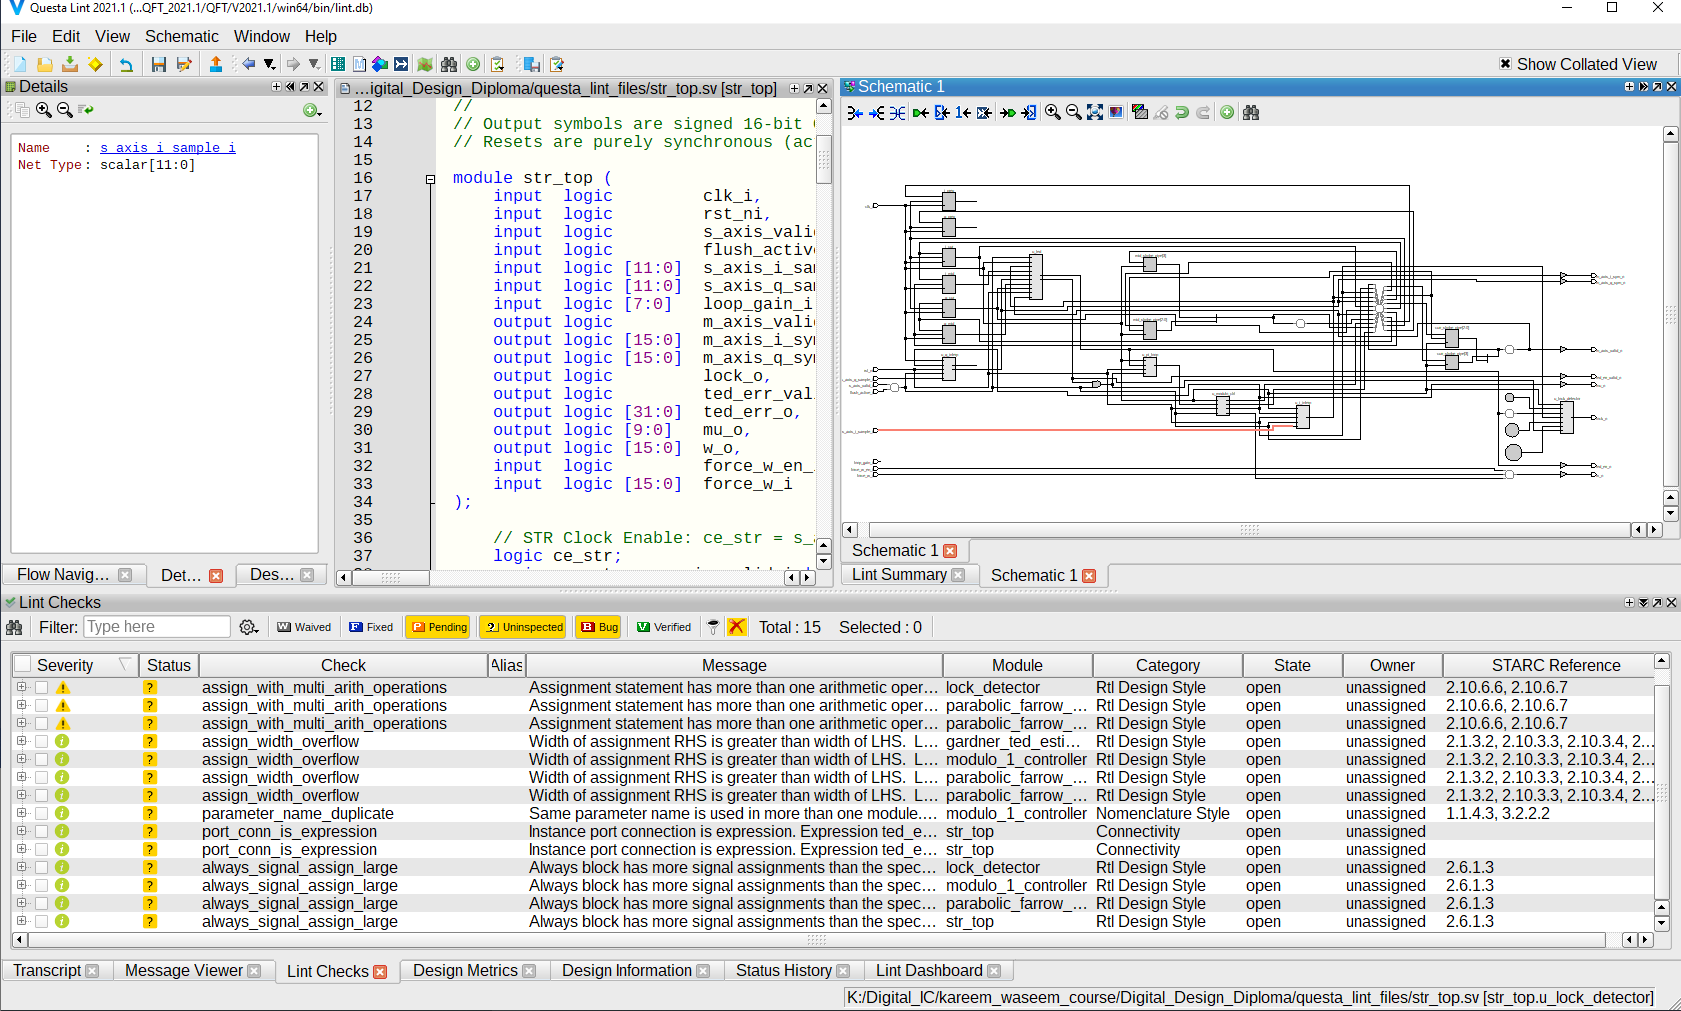 Questa Lint 2021.1 (...QFT_2021.1/QFT/V2021.1/win64/bin/lint.db)
File Edit View Schematic Window Help
Show Collated View
Details
Name : s_axis_i_sample_i
Net Type: scalar[11:0]
Flow Navig... Det... Des...
...igital_Design_Diploma/questa_lint_files/str_top.sv [str_top]
12 //
13 // Output symbols are signed 16-bit
14 // Resets are purely synchronous (ac
15
16 module str_top (
17 input logic clk_i,
18 input logic rst_ni,
19 input logic s_axis_vali
20 input logic flush_activ
21 input logic [11:0] s_axis_i_sa
22 input logic [11:0] s_axis_q_sa
23 input logic [7:0] loop_gain_i
24 output logic m_axis_vali
25 output logic [15:0] m_axis_i_sy
26 output logic [15:0] m_axis_q_sy
27 output logic lock_o,
28 output logic ted_err_val
29 output logic [31:0] ted_err_o,
30 output logic [9:0] mu_o,
31 output logic [15:0] w_o,
32 input logic force_w_en_
33 input logic [15:0] force_w_i
34 );
35
36 // STR Clock Enable: ce_str = s_
37 logic ce_str;
Schematic 1
Schematic 1
Lint Summary Schematic 1
Lint Checks
Filter: Type here W Waived F Fixed P Pending ? Uninspected B Bug V Verified Total : 15 Selected : 0
Severity Status Check Alias Message Module Category State Owner STARC Reference
? assign_with_multi_arith_operations Assignment statement has more than one arithmetic oper... lock_detector Rtl Design Style open unassigned 2.10.6.6, 2.10.6.7
? assign_with_multi_arith_operations Assignment statement has more than one arithmetic oper... parabolic_farrow_... Rtl Design Style open unassigned 2.10.6.6, 2.10.6.7
? assign_with_multi_arith_operations Assignment statement has more than one arithmetic oper... parabolic_farrow_... Rtl Design Style open unassigned 2.10.6.6, 2.10.6.7
? assign_width_overflow Width of assignment RHS is greater than width of LHS. L... gardner_ted_esti... Rtl Design Style open unassigned 2.1.3.2, 2.10.3.3, 2.10.3.4, 2...
? assign_width_overflow Width of assignment RHS is greater than width of LHS. L... modulo_1_controller Rtl Design Style open unassigned 2.1.3.2, 2.10.3.3, 2.10.3.4, 2...
? assign_width_overflow Width of assignment RHS is greater than width of LHS. L... parabolic_farrow_... Rtl Design Style open unassigned 2.1.3.2, 2.10.3.3, 2.10.3.4, 2...
? assign_width_overflow Width of assignment RHS is greater than width of LHS. L... parabolic_farrow_... Rtl Design Style open unassigned 2.1.3.2, 2.10.3.3, 2.10.3.4, 2...
? parameter_name_duplicate Same parameter name is used in more than one module.... modulo_1_controller Nomenclature Style open unassigned 1.1.4.3, 3.2.2.2
? port_conn_is_expression Instance port connection is expression. Expression ted_e... str_top Connectivity open unassigned
? port_conn_is_expression Instance port connection is expression. Expression ted_e... str_top Connectivity open unassigned
? always_signal_assign_large Always block has more signal assignments than the spec... lock_detector Rtl Design Style open unassigned 2.6.1.3
? always_signal_assign_large Always block has more signal assignments than the spec... modulo_1_controller Rtl Design Style open unassigned 2.6.1.3
? always_signal_assign_large Always block has more signal assignments than the spec... parabolic_farrow_... Rtl Design Style open unassigned 2.6.1.3
? always_signal_assign_large Always block has more signal assignments than the spec... str_top Rtl Design Style open unassigned 2.6.1.3
Transcript Message Viewer Lint Checks Design Metrics Design Information Status History Lint Dashboard
K:/Digital_IC/kareem_waseem_course/Digital_Design_Diploma/questa_lint_files/str_top.sv [str_top.u_lock_detector]